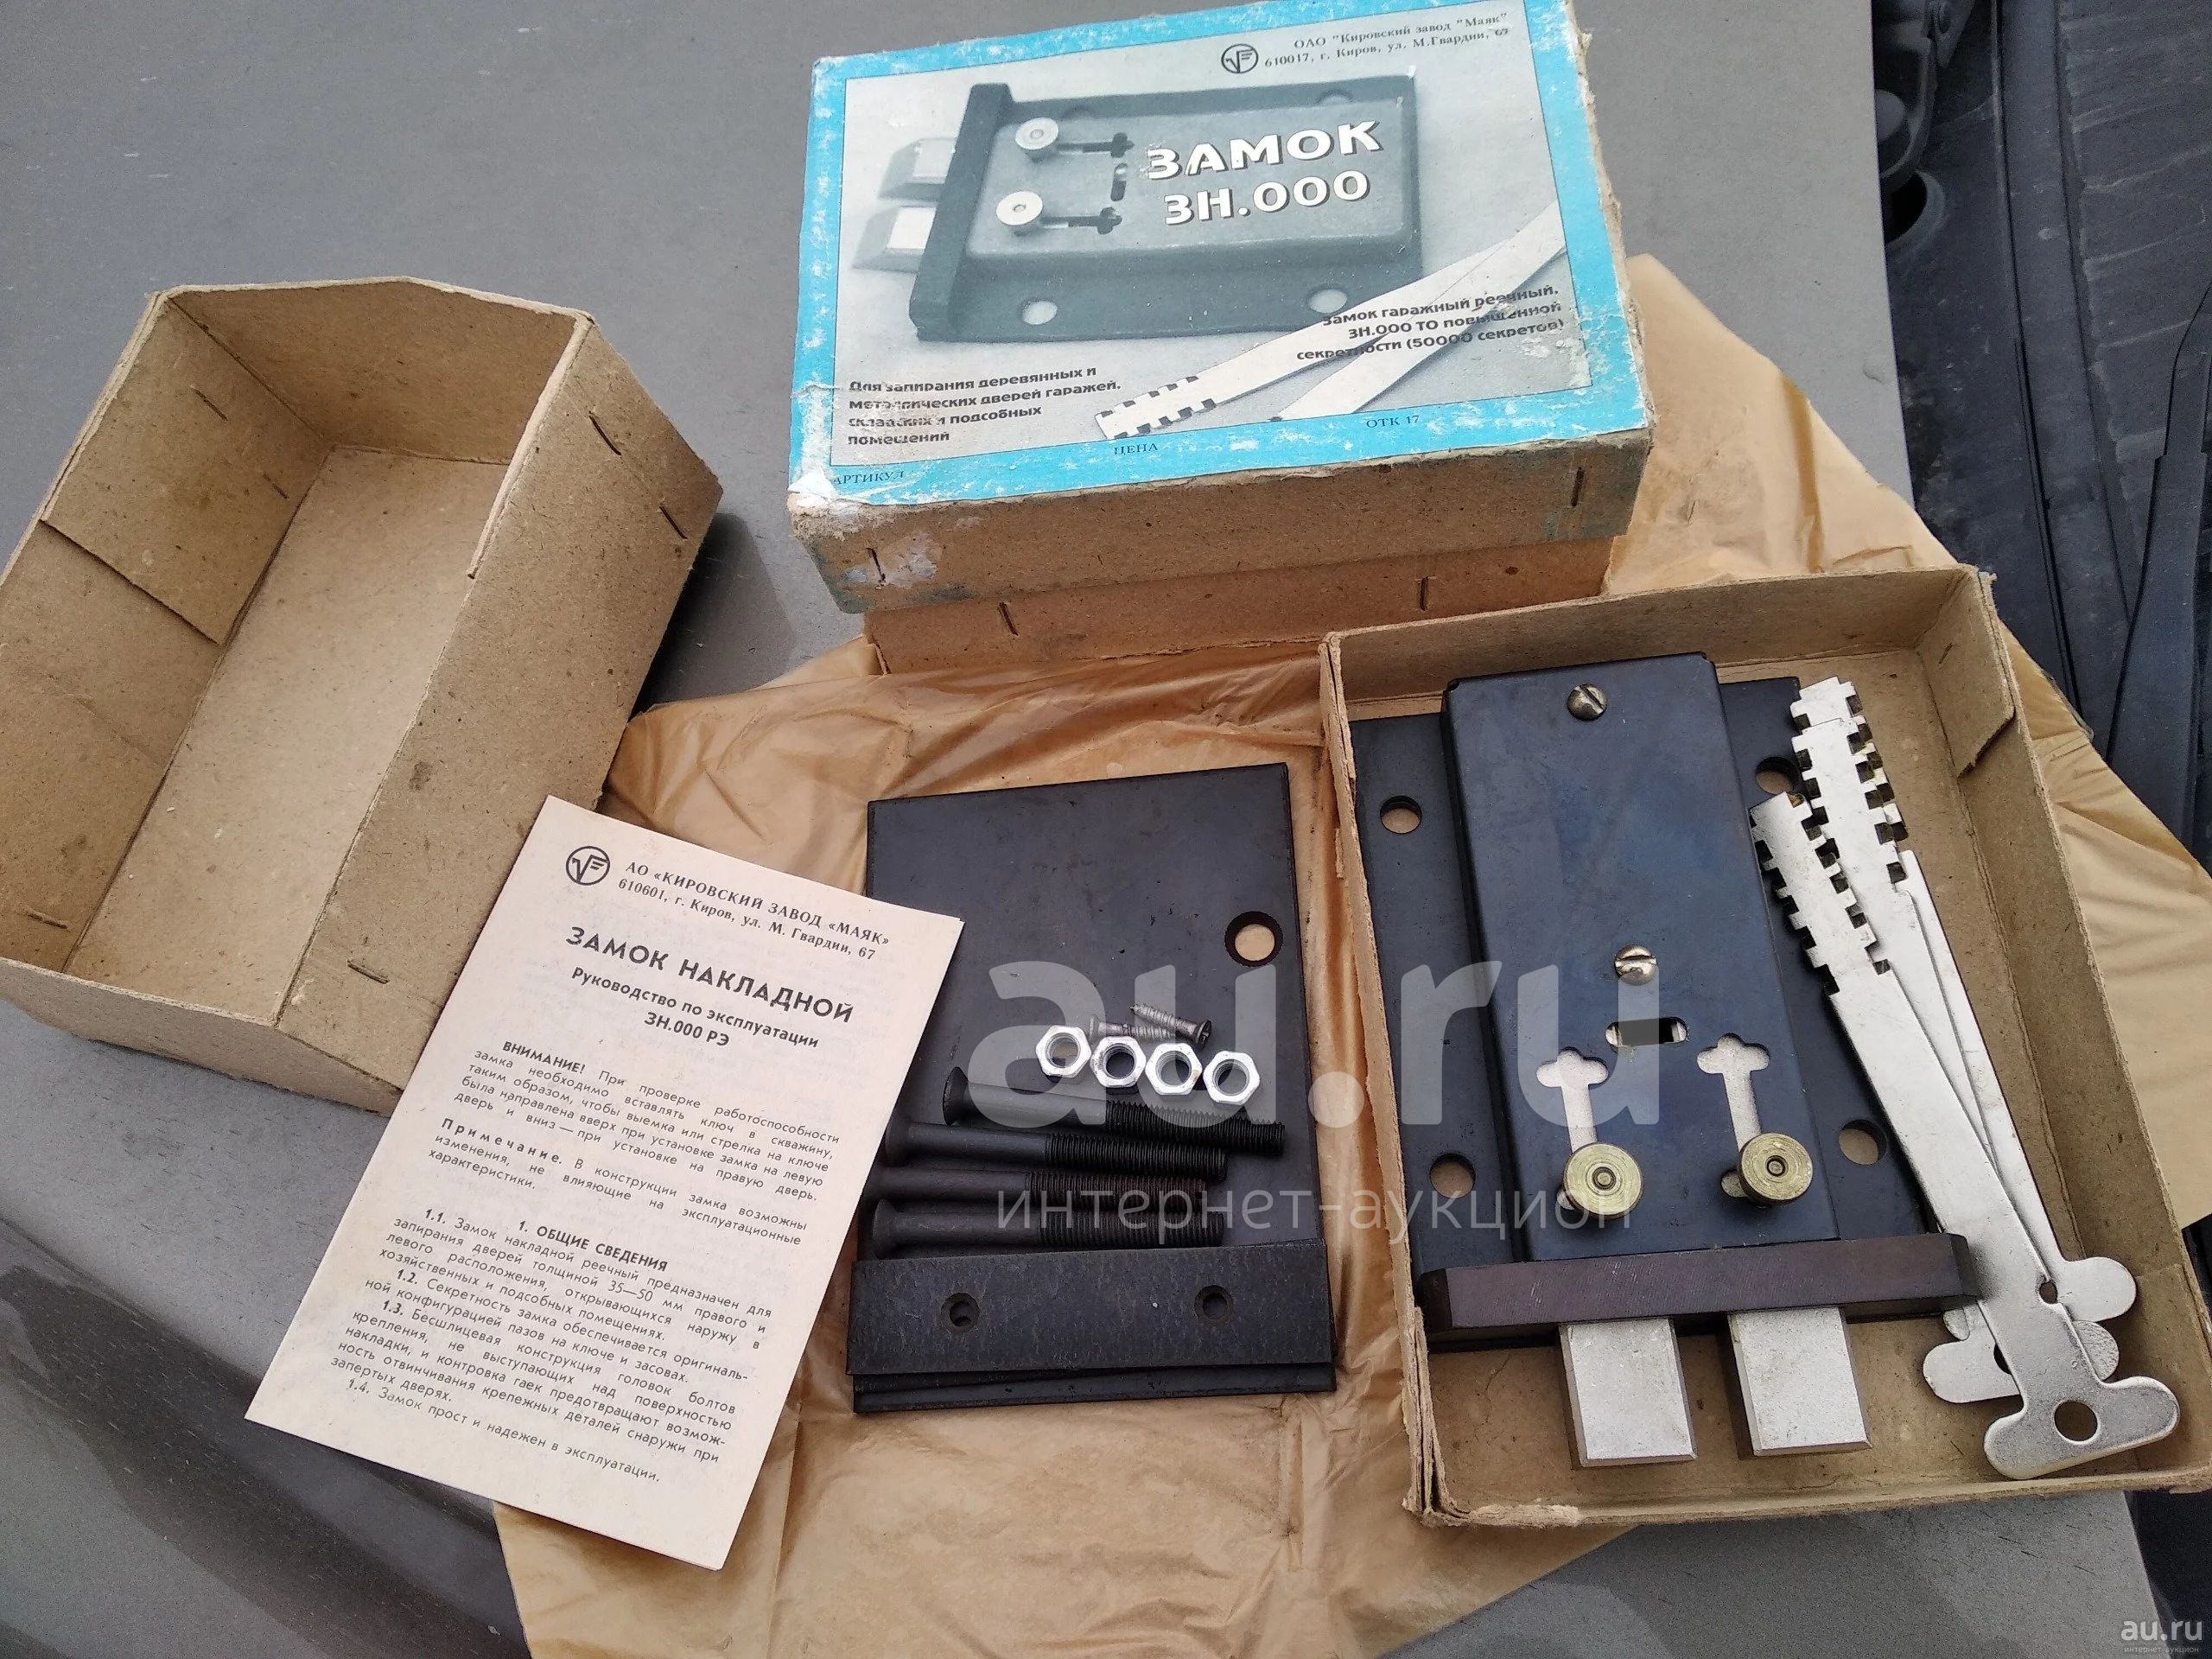 ОАО "Кировский завод "Маяк"
610017, г. Киров, ул. М.Гвардии, 67
ЗАМОК
ЗН.000
Замок гаражный реечный,
ЗН.000 ТО повышенной
секретности (50000 секретов)
Для запирания деревянных и
металлических дверей гаражей,
складских и подсобных
помещений
АРТИКУЛ
ЦЕНА
ОТК 17
АО «КИРОВСКИЙ ЗАВОД «МАЯК»
610601, г. Киров, ул. М. Гвардии, 67
ЗАМОК НАКЛАДНОЙ
Руководство по эксплуатации
ЗН.000 РЭ
ВНИМАНИЕ! При проверке работоспособности
замка необходимо вставлять ключ в скважину,
таким образом, чтобы выемка или стрелка на ключе
была направлена вверх при установке замка на левую
дверь и вниз — при установке на правую дверь.
Примечание. В конструкции замка возможны
изменения, не влияющие на эксплуатационные
характеристики.
1. ОБЩИЕ СВЕДЕНИЯ
1.1. Замок накладной реечный предназначен для
запирания дверей толщиной 35—50 мм правого и
левого расположения, открывающихся наружу в
хозяйственных и подсобных помещениях.
1.2. Секретность замка обеспечивается оригиналь-
ной конфигурацией пазов на ключе и засовах.
1.3. Бесшлицевая конструкция головок болтов
крепления, не выступающих над поверхностью
накладки, и контровка гаек предотвращают возмож-
ность отвинчивания крепежных деталей снаружи при
запертых дверях.
1.4. Замок прост и надежен в эксплуатации.
au.ru
интернет-аукцион
au.ru
интернет-аукцион